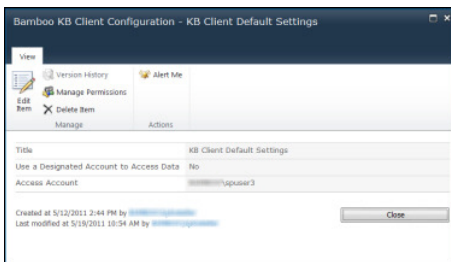 Bamboo KB Client Configuration - KB Client Default Settings
View
Edit Item
Version History
Manage Permissions
Delete Item
Manage
Alert Me
Actions
Title KB Client Default Settings
Use a Designated Account to Access Data No
Access Account \spuser3
Created at 5/12/2011 2:44 PM by
Last modified at 5/19/2011 10:54 AM by
Close